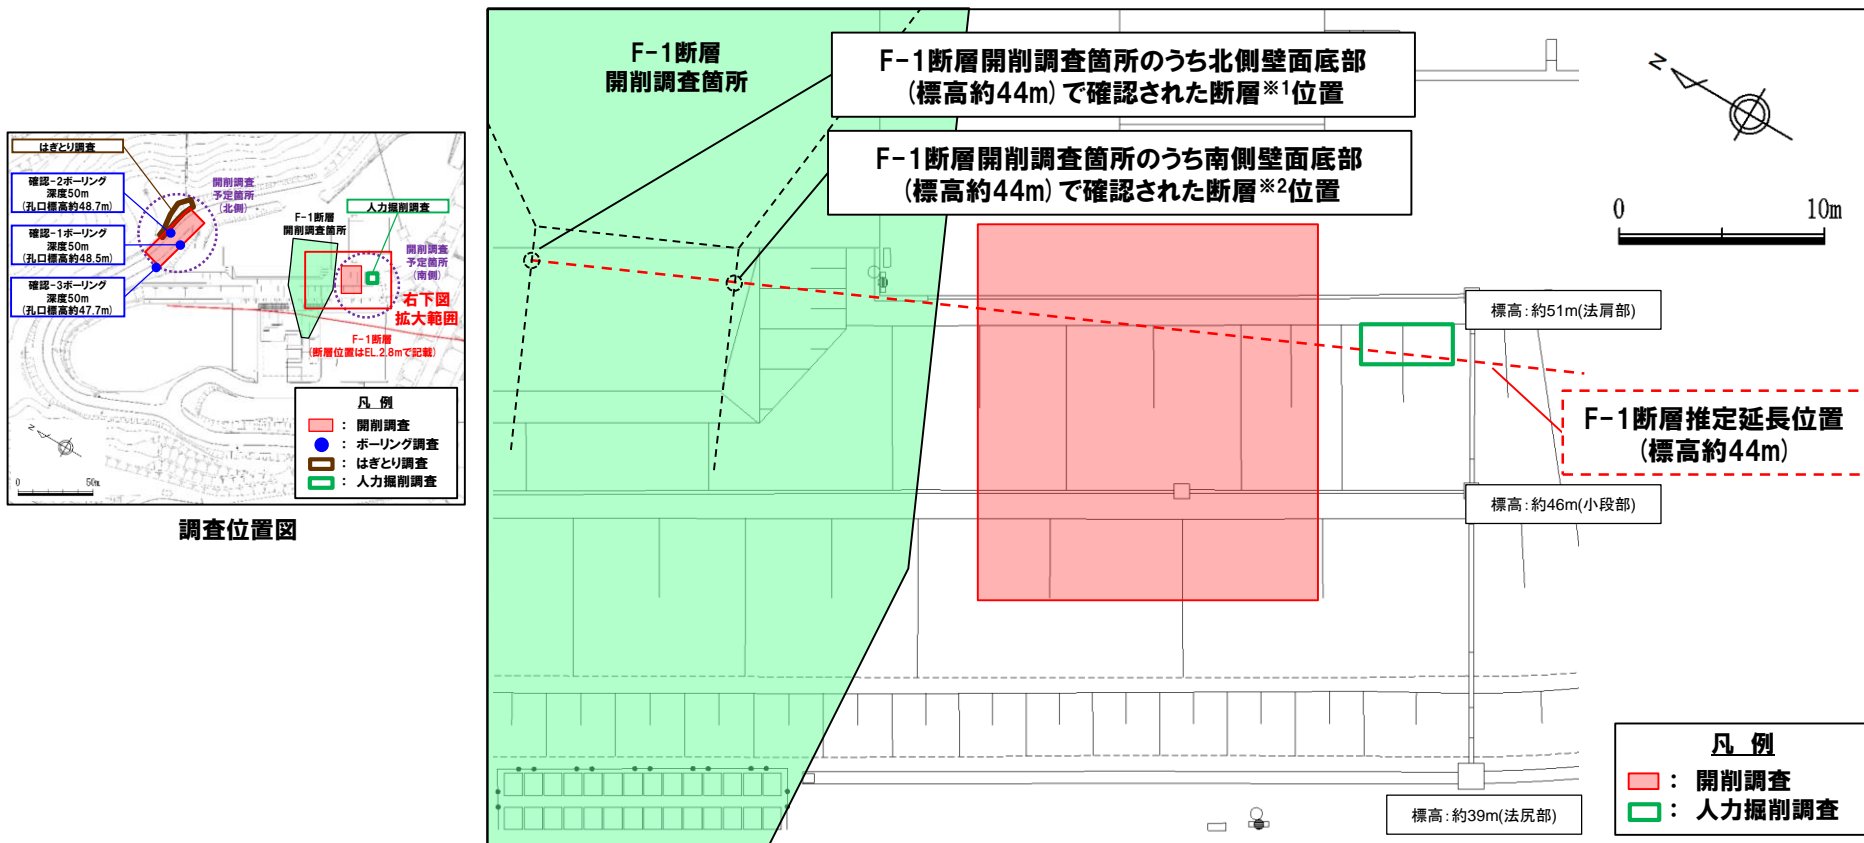 はぎとり調査
確認-2ボーリング
深度50m
(孔口標高約48.7m)
確認-1ボーリング
深度50m
(孔口標高約48.5m)
確認-3ボーリング
深度50m
(孔口標高約47.7m)
開削調査
予定箇所
(北側)
F-1断層
開削調査箇所
人力掘削調査
開削調査
予定箇所
(南側)
右下図
拡大範囲
F-1断層
(断層位置はEL.2.8mで記載)
N
0 50m
凡 例
: 開削調査
: ボーリング調査
: はぎとり調査
: 人力掘削調査
調査位置図
F-1断層
開削調査箇所
F-1断層開削調査箇所のうち北側壁面底部
(標高約44m)で確認された断層※1位置
F-1断層開削調査箇所のうち南側壁面底部
(標高約44m)で確認された断層※2位置
N
0 10m
標高:約51m(法肩部)
F-1断層推定延長位置
(標高約44m)
標高:約46m(小段部)
標高:約39m(法尻部)
凡 例
: 開削調査
: 人力掘削調査